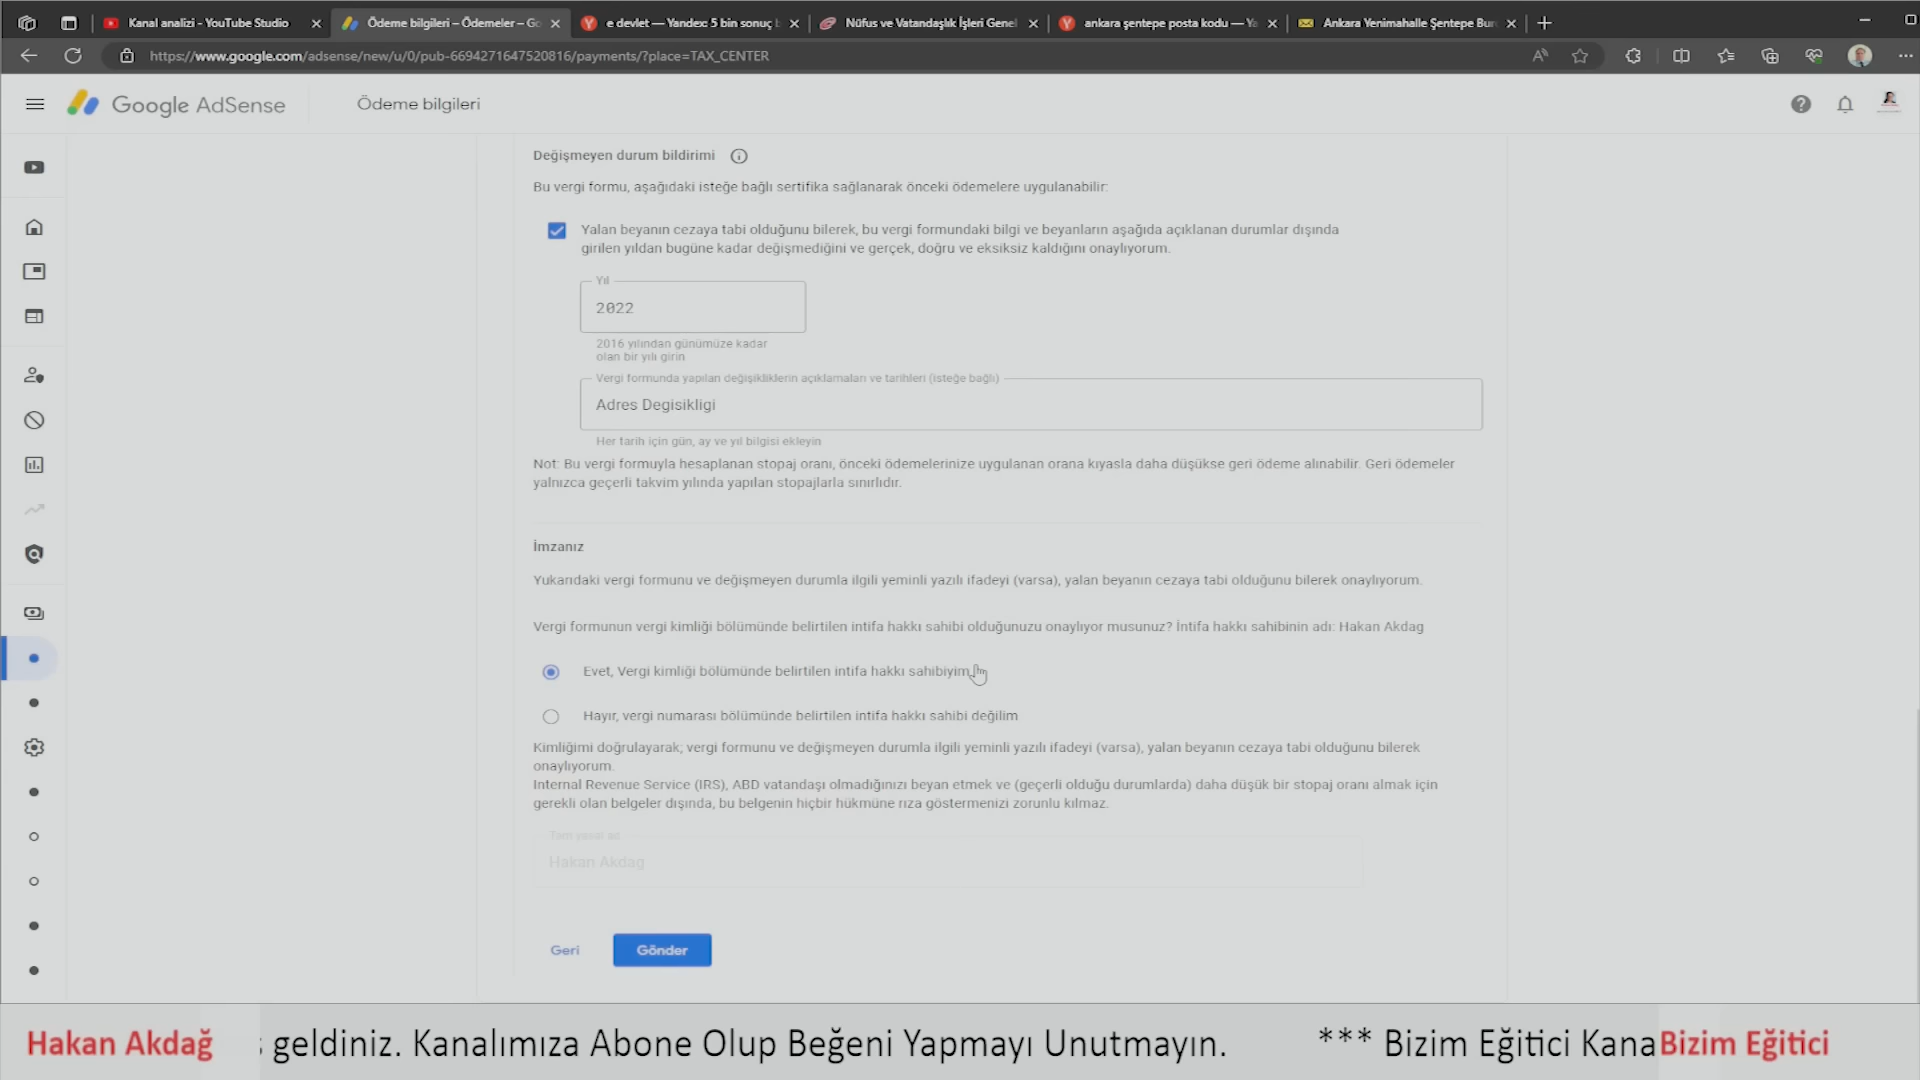 Kanal analizi - YouTube Studio
Ödeme bilgileri – Ödemeler – Go
e devlet — Yandex: 5 bin sonuç b
Nüfus ve Vatandaşlık İşleri Genel
ankara şentepe posta kodu — Ya
Ankara Yenimahalle Şentepe Bur
https://www.google.com/adsense/new/u/0/pub-6694271647520816/payments/?place=TAX_CENTER
Google AdSense
Ödeme bilgileri
Değişmeyen durum bildirimi
Bu vergi formu, aşağıdaki isteğe bağlı sertifika sağlanarak önceki ödemelere uygulanabilir:
Yalan beyanın cezaya tabi olduğunu bilerek, bu vergi formundaki bilgi ve beyanların aşağıda açıklanan durumlar dışında
girilen yıldan bugüne kadar değişmediğini ve gerçek, doğru ve eksiksiz kaldığını onaylıyorum.
Yıl
2022
2016 yılından günümüze kadar
olan bir yılı girin
Vergi formunda yapılan değişikliklerin açıklamaları ve tarihleri (isteğe bağlı)
Adres Degisikligi
Her tarih için gün, ay ve yıl bilgisi ekleyin
Not: Bu vergi formuyla hesaplanan stopaj oranı, önceki ödemelerinize uygulanan orana kıyasla daha düşükse geri ödeme alınabilir. Geri ödemeler
yalnızca geçerli takvim yılında yapılan stopajlarla sınırlıdır.
İmzanız
Yukarıdaki vergi formunu ve değişmeyen durumla ilgili yeminli yazılı ifadeyi (varsa), yalan beyanın cezaya tabi olduğunu bilerek onaylıyorum.
Vergi formunun vergi kimliği bölümünde belirtilen intifa hakkı sahibi olduğunuzu onaylıyor musunuz? İntifa hakkı sahibinin adı: Hakan Akdag
Evet, Vergi kimliği bölümünde belirtilen intifa hakkı sahibiyim
Hayır, vergi numarası bölümünde belirtilen intifa hakkı sahibi değilim
Kimliğimi doğrulayarak; vergi formunu ve değişmeyen durumla ilgili yeminli yazılı ifadeyi (varsa), yalan beyanın cezaya tabi olduğunu bilerek
onaylıyorum.
Internal Revenue Service (IRS), ABD vatandaşı olmadığınızı beyan etmek ve (geçerli olduğu durumlarda) daha düşük bir stopaj oranı almak için
gerekli olan belgeler dışında, bu belgenin hiçbir hükmüne rıza göstermenizi zorunlu kılmaz.
Tam yasal ad
Hakan Akdag
Geri
Gönder
Hakan Akdağ
ş geldiniz. Kanalımıza Abone Olup Beğeni Yapmayı Unutmayın. *** Bizim Eğitici Kana
Bizim Eğitici